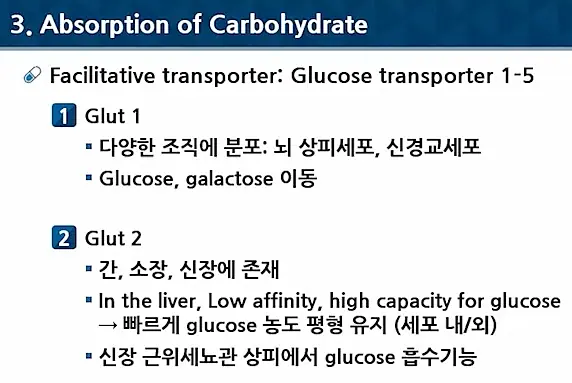 3. Absorption of Carbohydrate
Facilitative transporter: Glucose transporter 1-5
1 Glut 1
▪ 다양한 조직에 분포: 뇌 상피세포, 신경교세포
▪ Glucose, galactose 이동
2 Glut 2
▪ 간, 소장, 신장에 존재
▪ In the liver, Low affinity, high capacity for glucose
→ 빠르게 glucose 농도 평형 유지 (세포 내/외)
▪ 신장 근위세뇨관 상피에서 glucose 흡수기능